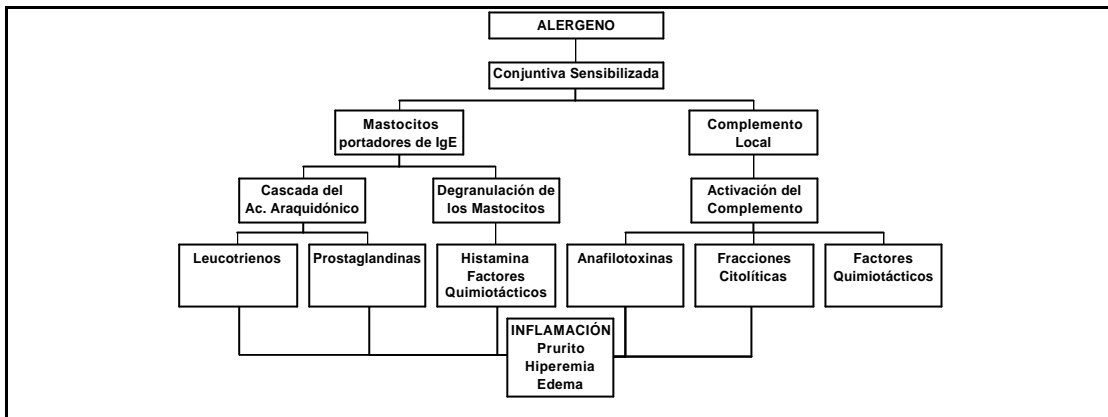 ALERGENO
Conjuntiva Sensibilizada
Mastocitos
portadores de IgE
Complemento
Local
Cascada del
Ac. Araquidónico
Degranulación de
los Mastocitos
Activación del
Complemento
Leucotrienos
Prostaglandinas
Histamina
Factores
Quimiotácticos
Anafilotoxinas
Fracciones
Citolíticas
Factores
Quimiotácticos
INFLAMACIÓN
Prurito
Hiperemia
Edema